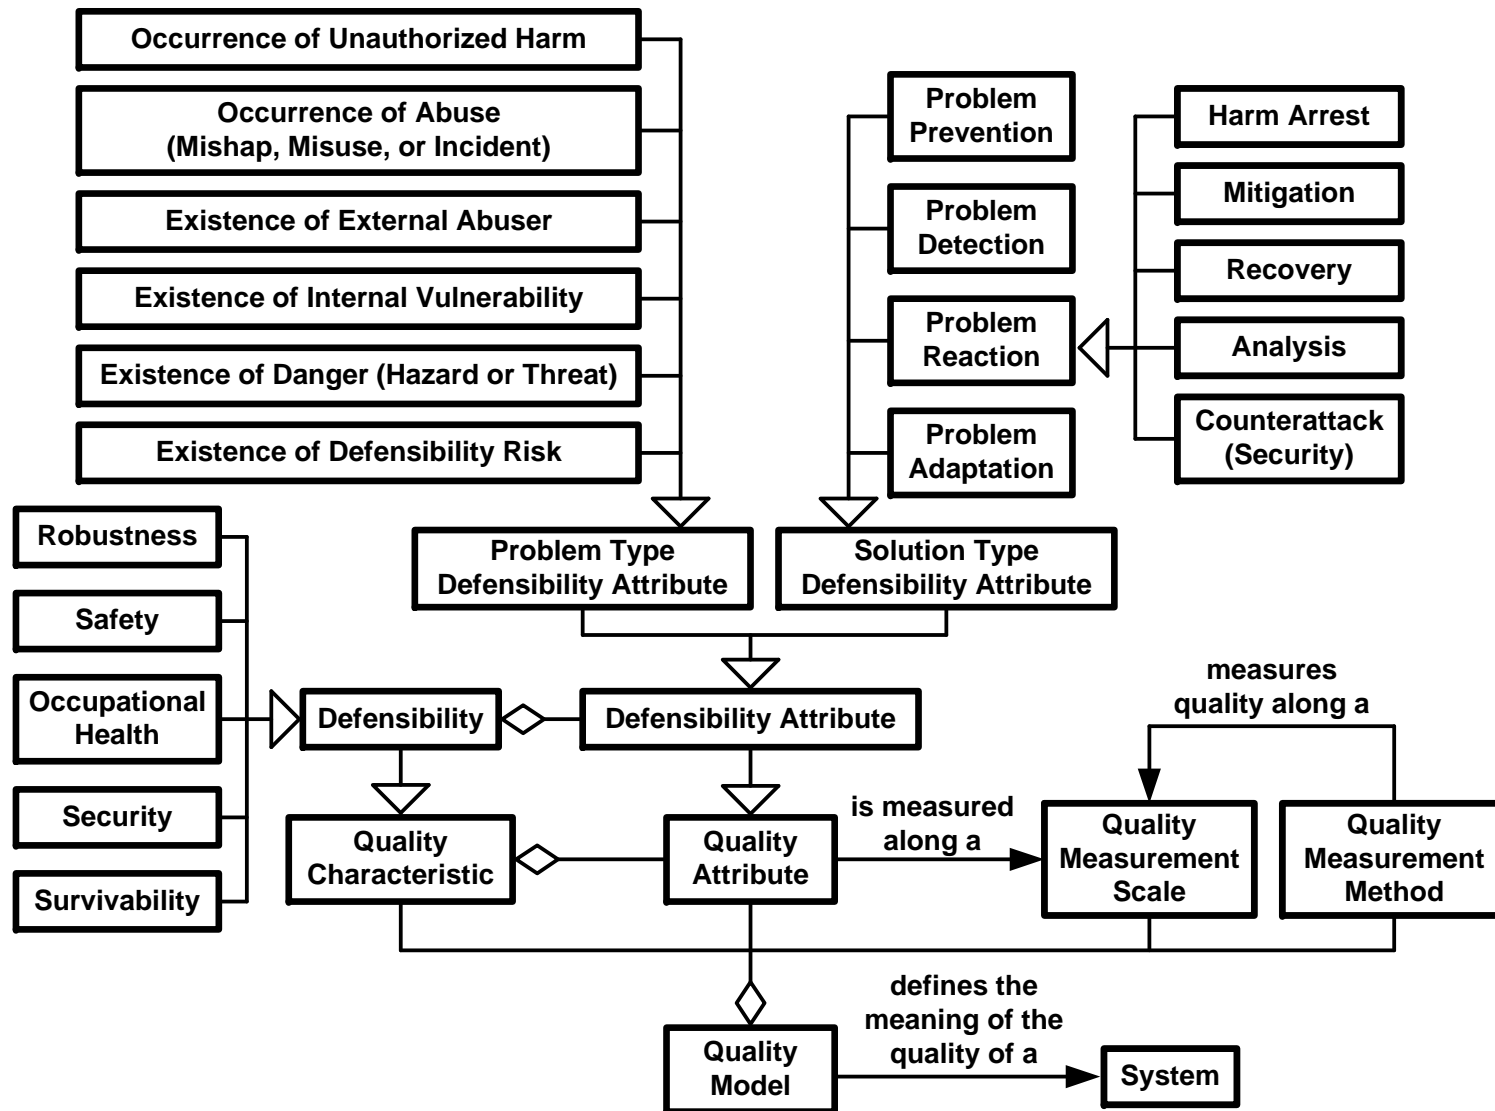 Occurrence of Unauthorized Harm
Occurrence of Abuse
(Mishap, Misuse, or Incident)
Existence of External Abuser
Existence of Internal Vulnerability
Existence of Danger (Hazard or Threat)
Existence of Defensibility Risk
Problem
Prevention
Problem
Detection
Problem
Reaction
Problem
Adaptation
Harm Arrest
Mitigation
Recovery
Analysis
Counterattack
(Security)
Problem Type
Defensibility Attribute
Solution Type
Defensibility Attribute
Robustness
Safety
Occupational
Health
Security
Survivability
Defensibility
Defensibility Attribute
measures
quality along a
Quality
Characteristic
Quality
Attribute
is measured
along a
Quality
Measurement
Scale
Quality
Measurement
Method
Quality
Model
defines the
meaning of the
quality of a
System